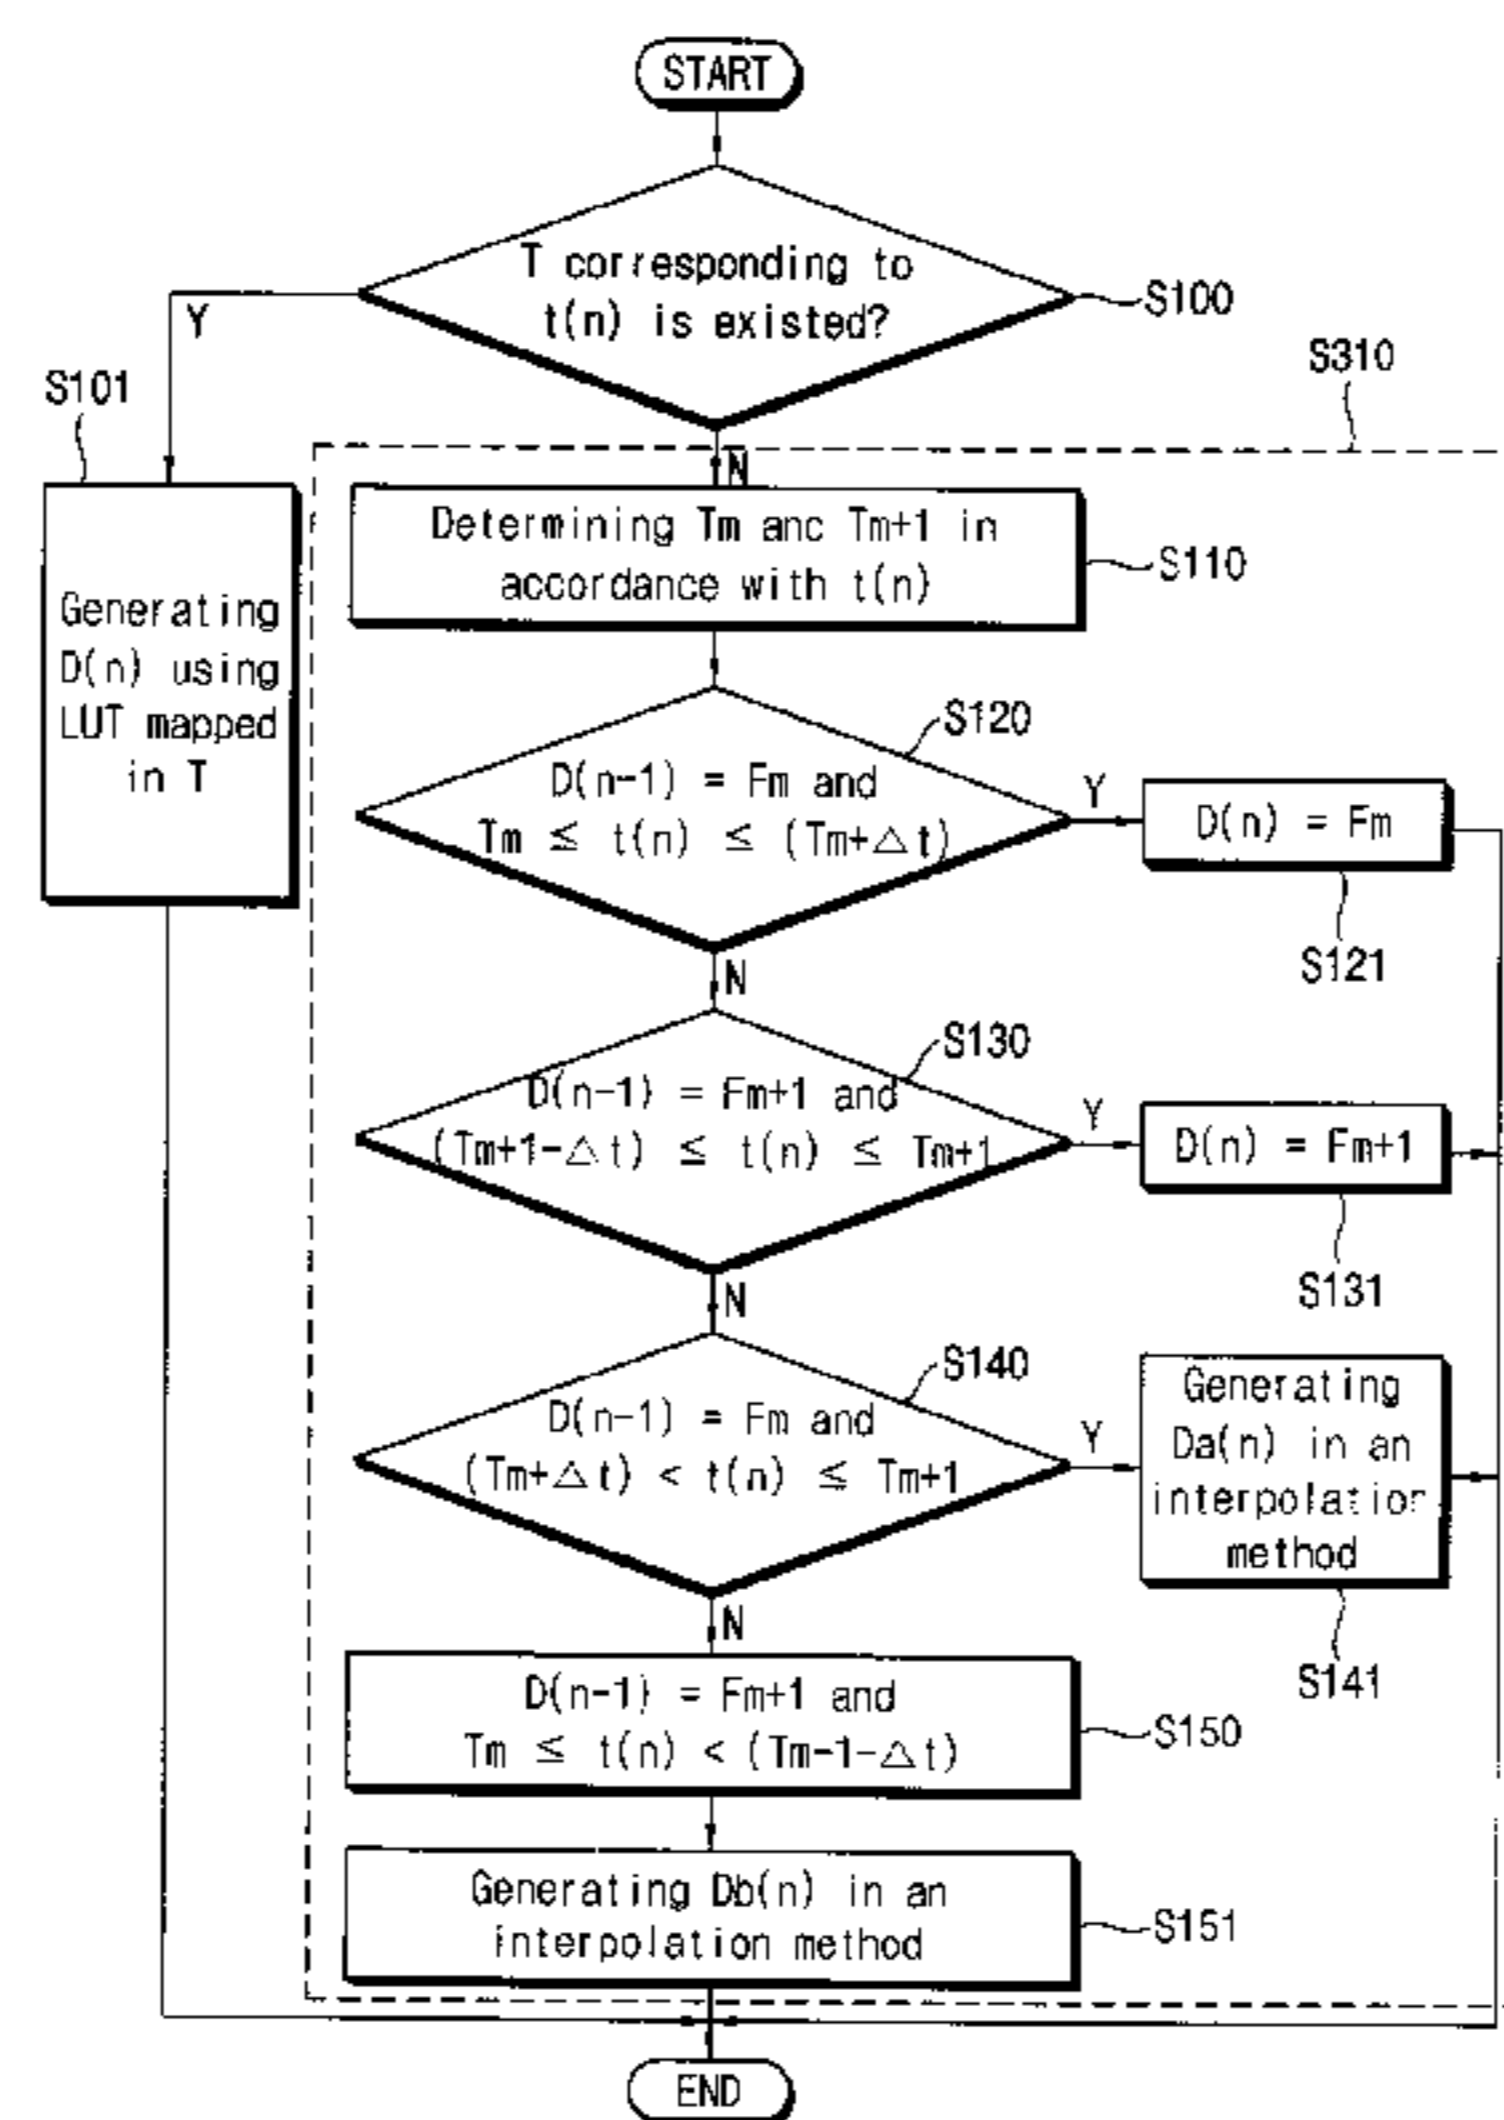 START
T corresponding to
t(n) is existed?
S100
Y
S310
S101
N
Generating
D(n) using
LUT mapped
in T
Determining Tm anc Tm+1 in
accordance with t(n)
S110
S120
D(n-1) = Fm and
Tm ≤ t(n) ≤ (Tm+△t)
Y
D(n) = Fm
S121
N
S130
D(n-1) = Fm+1 and
(Tm+1-△t) ≤ t(n) ≤ Tm+1
Y
D(n) = Fm+1
S131
N
S140
D(n-1) = Fm and
(Tm+△t) < t(n) ≤ Tm+1
Y
Generating
Da(n) in an
interpolation
method
S141
N
D(n-1) = Fm+1 and
Tm ≤ t(n) < (Tm-1-△t)
S150
Generating Db(n) in an
interpolation method
S151
END